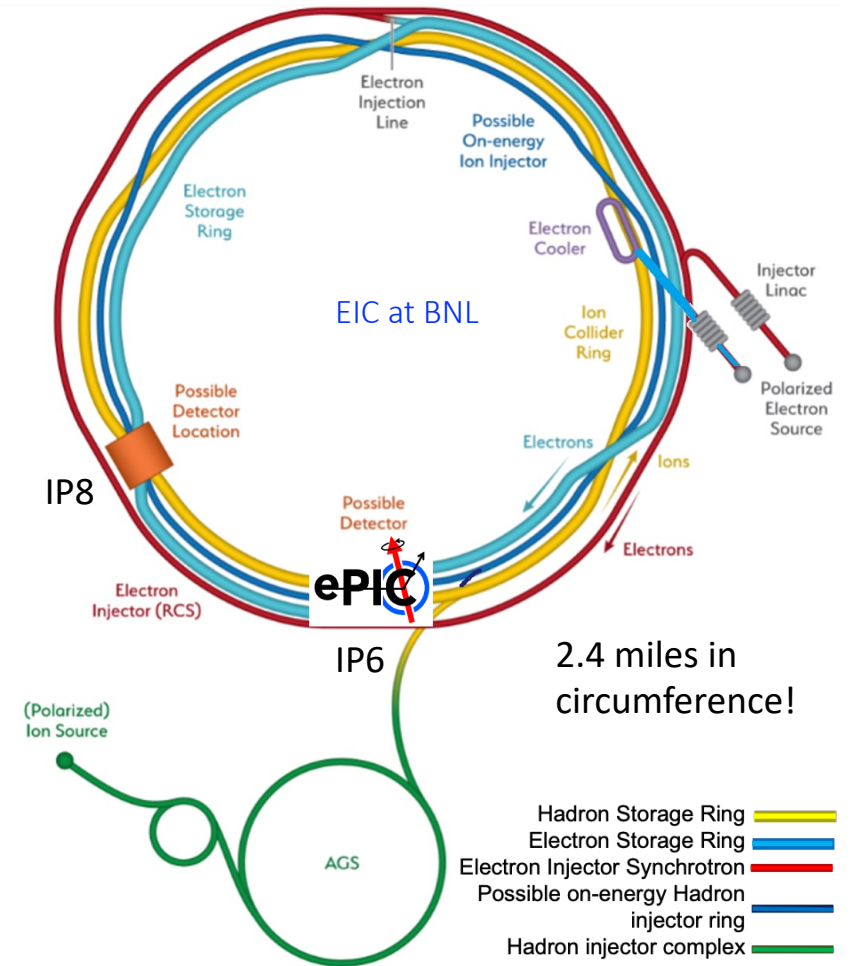 Electron
Injection
Line
Possible
On-energy
Ion Injector
Electron
Storage
Ring
Electron
Cooler
Injector
Linac
EIC at BNL
Ion
Collider
Ring
Polarized
Electron
Source
Possible
Detector
Location
Electrons
Ions
IP8
Possible
Detector
Electrons
ePIC
Electron
Injector (RCS)
IP6
2.4 miles in
circumference!
(Polarized)
Ion Source
AGS
Hadron Storage Ring
Electron Storage Ring
Electron Injector Synchrotron
Possible on-energy Hadron
injector ring
Hadron injector complex